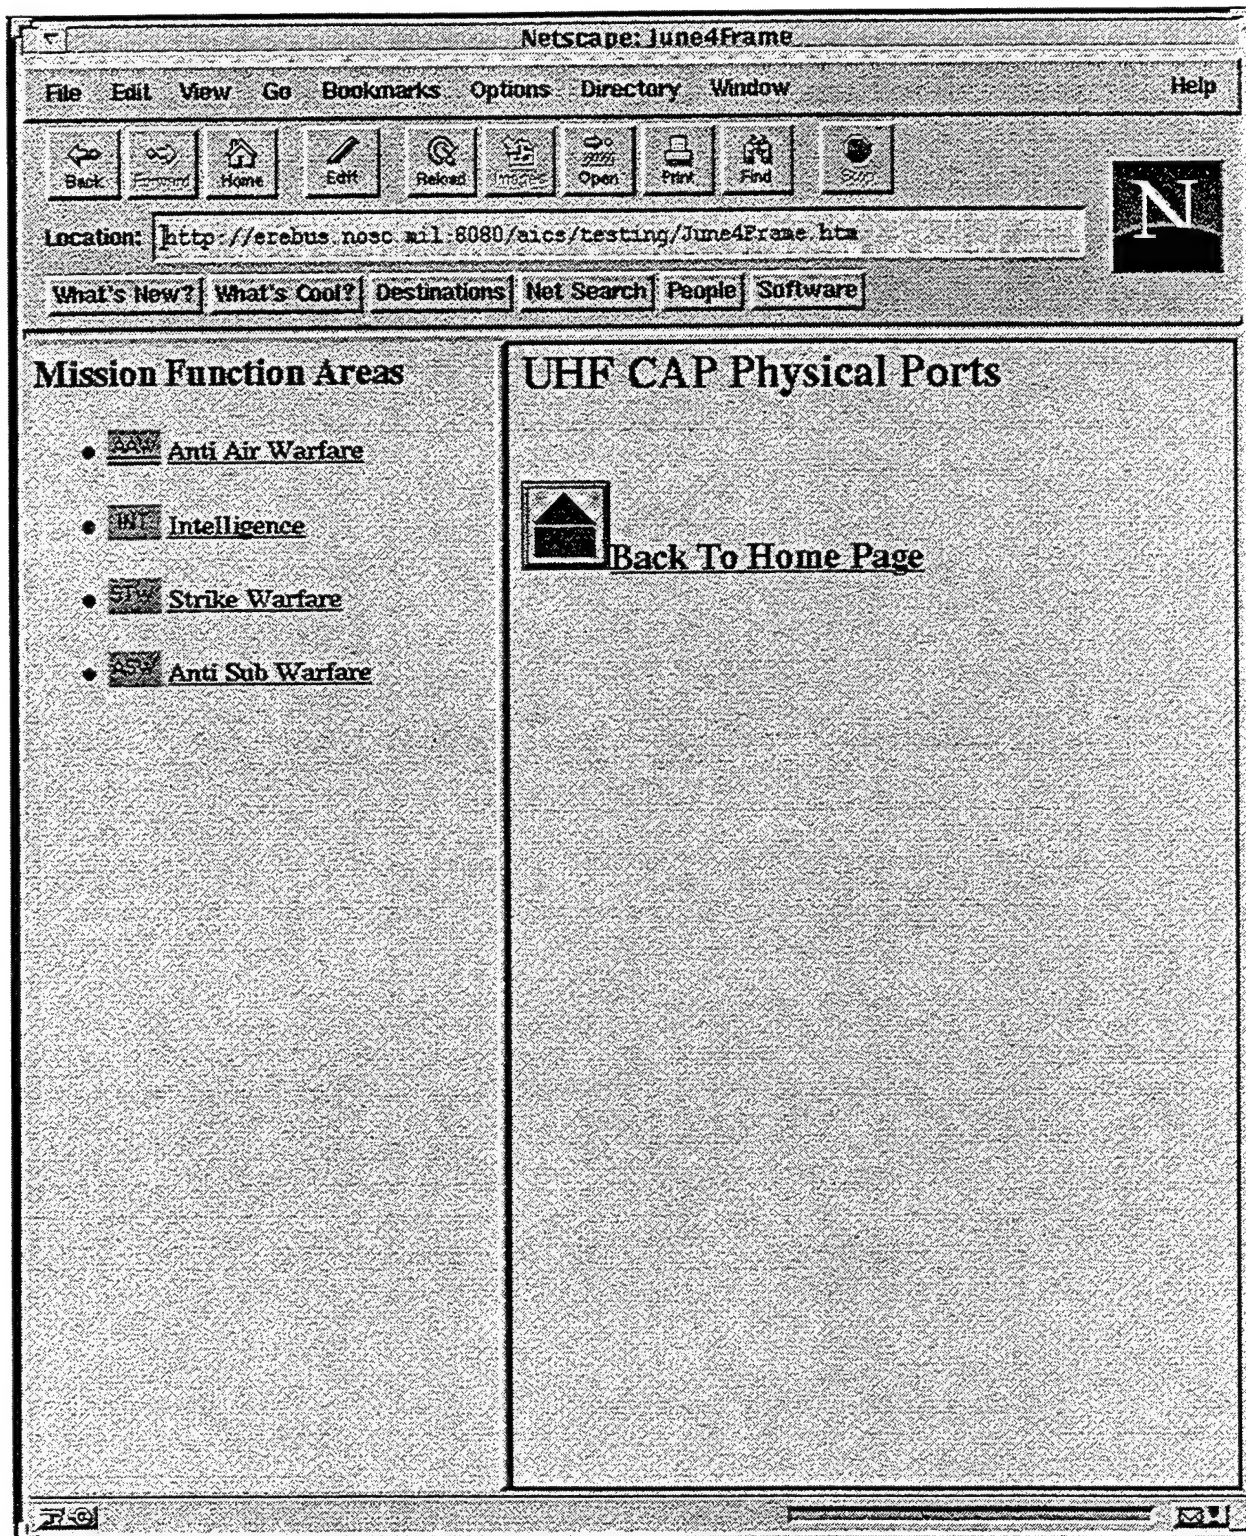 Netscape: June4Frame
File Edit View Go Bookmarks Options Directory Window Help
Back Forward Home Edit Reload Images Open Print Find Stop
N
Location: http://erebus.nosc.mil:8080/aics/testing/June4Frame.htm
What's New? What's Cool? Destinations Net Search People Software
Mission Function Areas
AAW Anti Air Warfare
INT Intelligence
STW Strike Warfare
ASW Anti Sub Warfare
UHF CAP Physical Ports
Back To Home Page